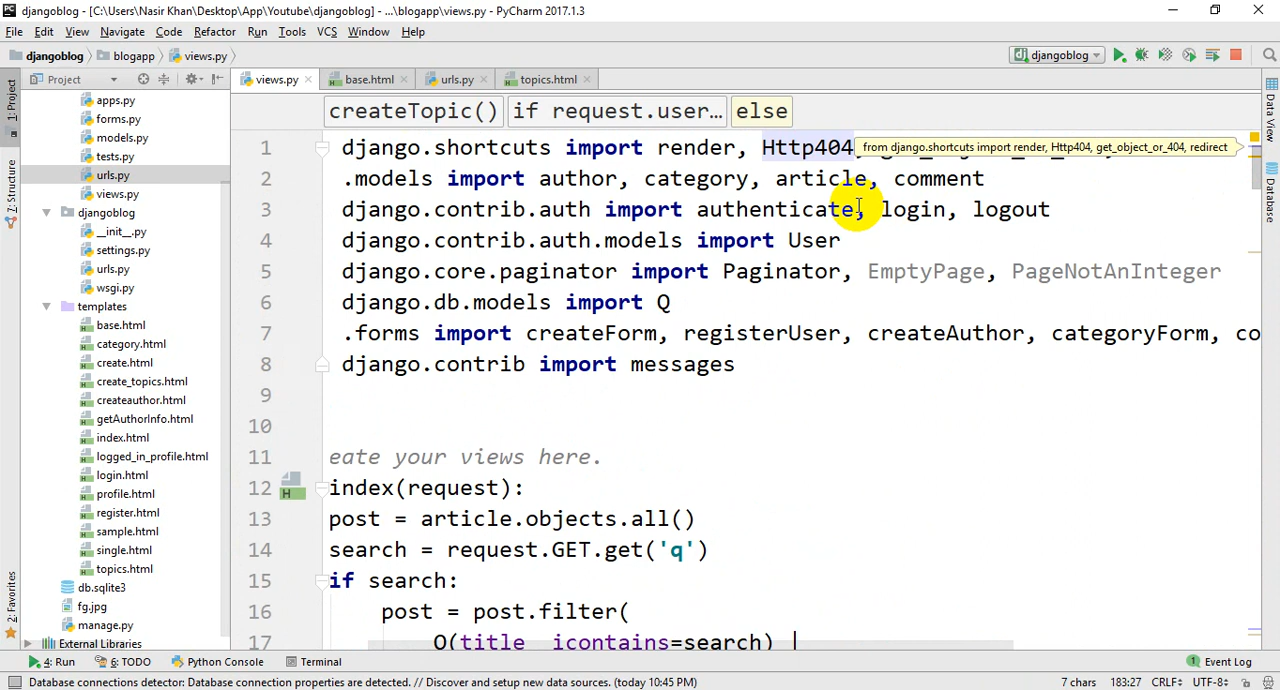 djangoblog - [C:\Users\Nasir Khan\Desktop\App\Youtube\djangoblog] - ...\blogapp\views.py - PyCharm 2017.1.3
File Edit View Navigate Code Refactor Run Tools VCS Window Help
djangoblog blogapp views.py djangoblog
Project views.py base.html urls.py topics.html
createTopic() if request.user... else
1: Project
Z: Structure
2: Favorites
Data View
Database
apps.py
forms.py
models.py
tests.py
urls.py
views.py
djangoblog
__init__.py
settings.py
urls.py
wsgi.py
templates
base.html
category.html
create.html
create_topics.html
createauthor.html
getAuthorInfo.html
index.html
logged_in_profile.html
login.html
profile.html
register.html
sample.html
single.html
topics.html
db.sqlite3
fg.jpg
manage.py
External Libraries
1 django.shortcuts import render, Http404
from django.shortcuts import render, Http404, get_object_or_404, redirect
2 .models import author, category, article, comment
3 django.contrib.auth import authenticate, login, logout
4 django.contrib.auth.models import User
5 django.core.paginator import Paginator, EmptyPage, PageNotAnInteger
6 django.db.models import Q
7 .forms import createForm, registerUser, createAuthor, categoryForm, co
8 django.contrib import messages
9
10
11 eate your views here.
12 index(request):
13 post = article.objects.all()
14 search = request.GET.get('q')
15 if search:
16 post = post.filter(
17 Q(title__icontains=search) |
4: Run 6: TODO Python Console Terminal 1 Event Log
Database connections detector: Database connection properties are detected. // Discover and setup new data sources. (today 10:45 PM) 7 chars 183:27 CRLF÷ UTF-8÷